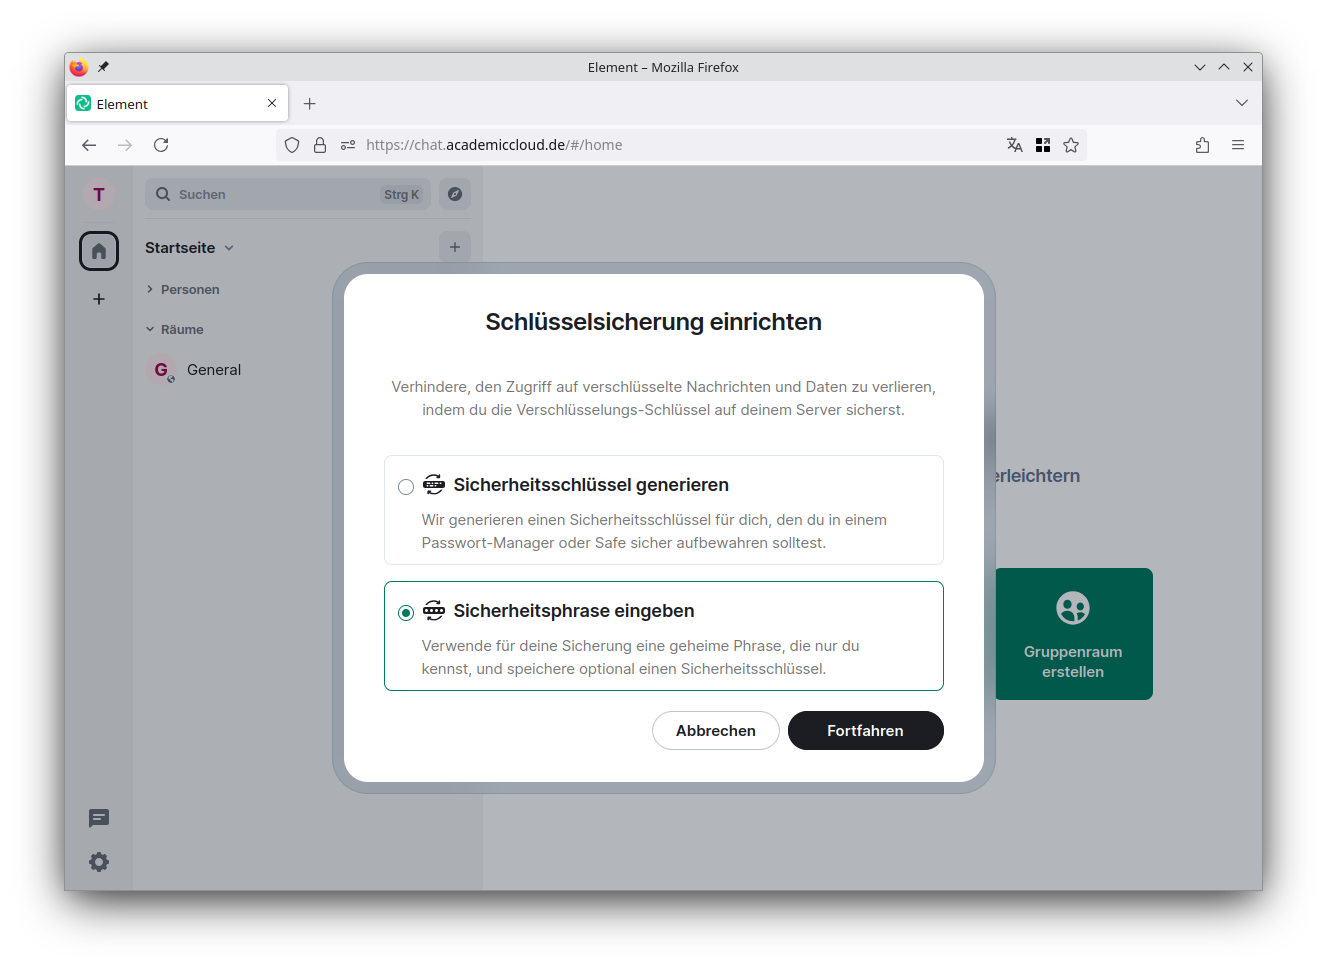 Element – Mozilla Firefox
Element
https://chat.academiccloud.de/#/home
T
Suchen
Strg K
Startseite
Personen
Räume
G
General
Schlüsselsicherung einrichten
Verhindere, den Zugriff auf verschlüsselte Nachrichten und Daten zu verlieren,
indem du die Verschlüsselungs-Schlüssel auf deinem Server sicherst.
Sicherheitsschlüssel generieren
Wir generieren einen Sicherheitsschlüssel für dich, den du in einem
Passwort-Manager oder Safe sicher aufbewahren solltest.
Sicherheitsphrase eingeben
Verwende für deine Sicherung eine geheime Phrase, die nur du
kennst, und speichere optional einen Sicherheitsschlüssel.
Abbrechen
Fortfahren
erleichtern
Gruppenraum
erstellen